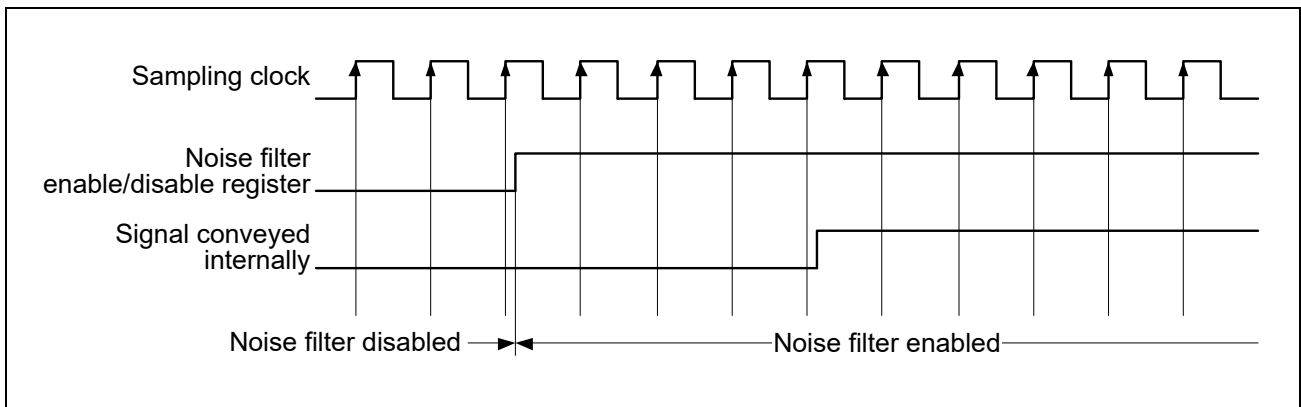 Sampling clock
Noise filter
enable/disable register
Signal conveyed
internally
Noise filter disabled
Noise filter enabled